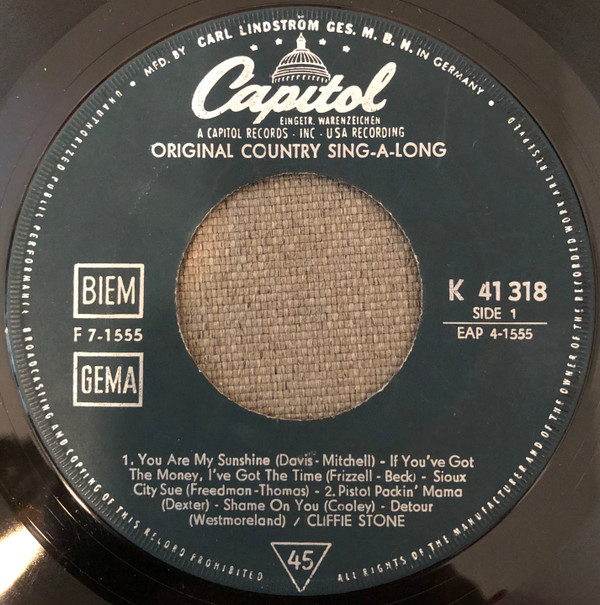 MFD. BY CARL LINDSTRÖM GES. M. B. H. IN GERMANY
Capitol
EINGETR. WARENZEICHEN
A CAPITOL RECORDS · INC · USA RECORDING
ORIGINAL COUNTRY SING-A-LONG
BIEM
F 7-1555
GEMA
K 41 318
SIDE 1
EAP 4-1555
1. You Are My Sunshine (Davis - Mitchell) - If You've Got
The Money, I've Got The Time (Frizzell - Beck) - Sioux
City Sue (Freedman-Thomas) - 2. Pistol Packin' Mama
(Dexter) - Shame On You (Cooley) - Detour
(Westmoreland) / CLIFFIE STONE
45
ALL RIGHTS OF THE MANUFACTURER AND OF THE OWNER OF THE RECORDED WORK ARE RESERVED
UNAUTHORIZED PUBLIC PERFORMANCE BROADCASTING AND COPYING OF THIS RECORD PROHIBITED